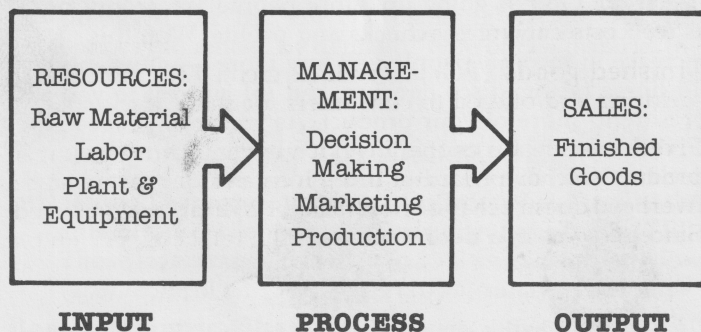 RESOURCES:
Raw Material
Labor
Plant &
Equipment
INPUT
MANAGE-
MENT:
Decision
Making
Marketing
Production
PROCESS
SALES:
Finished
Goods
OUTPUT